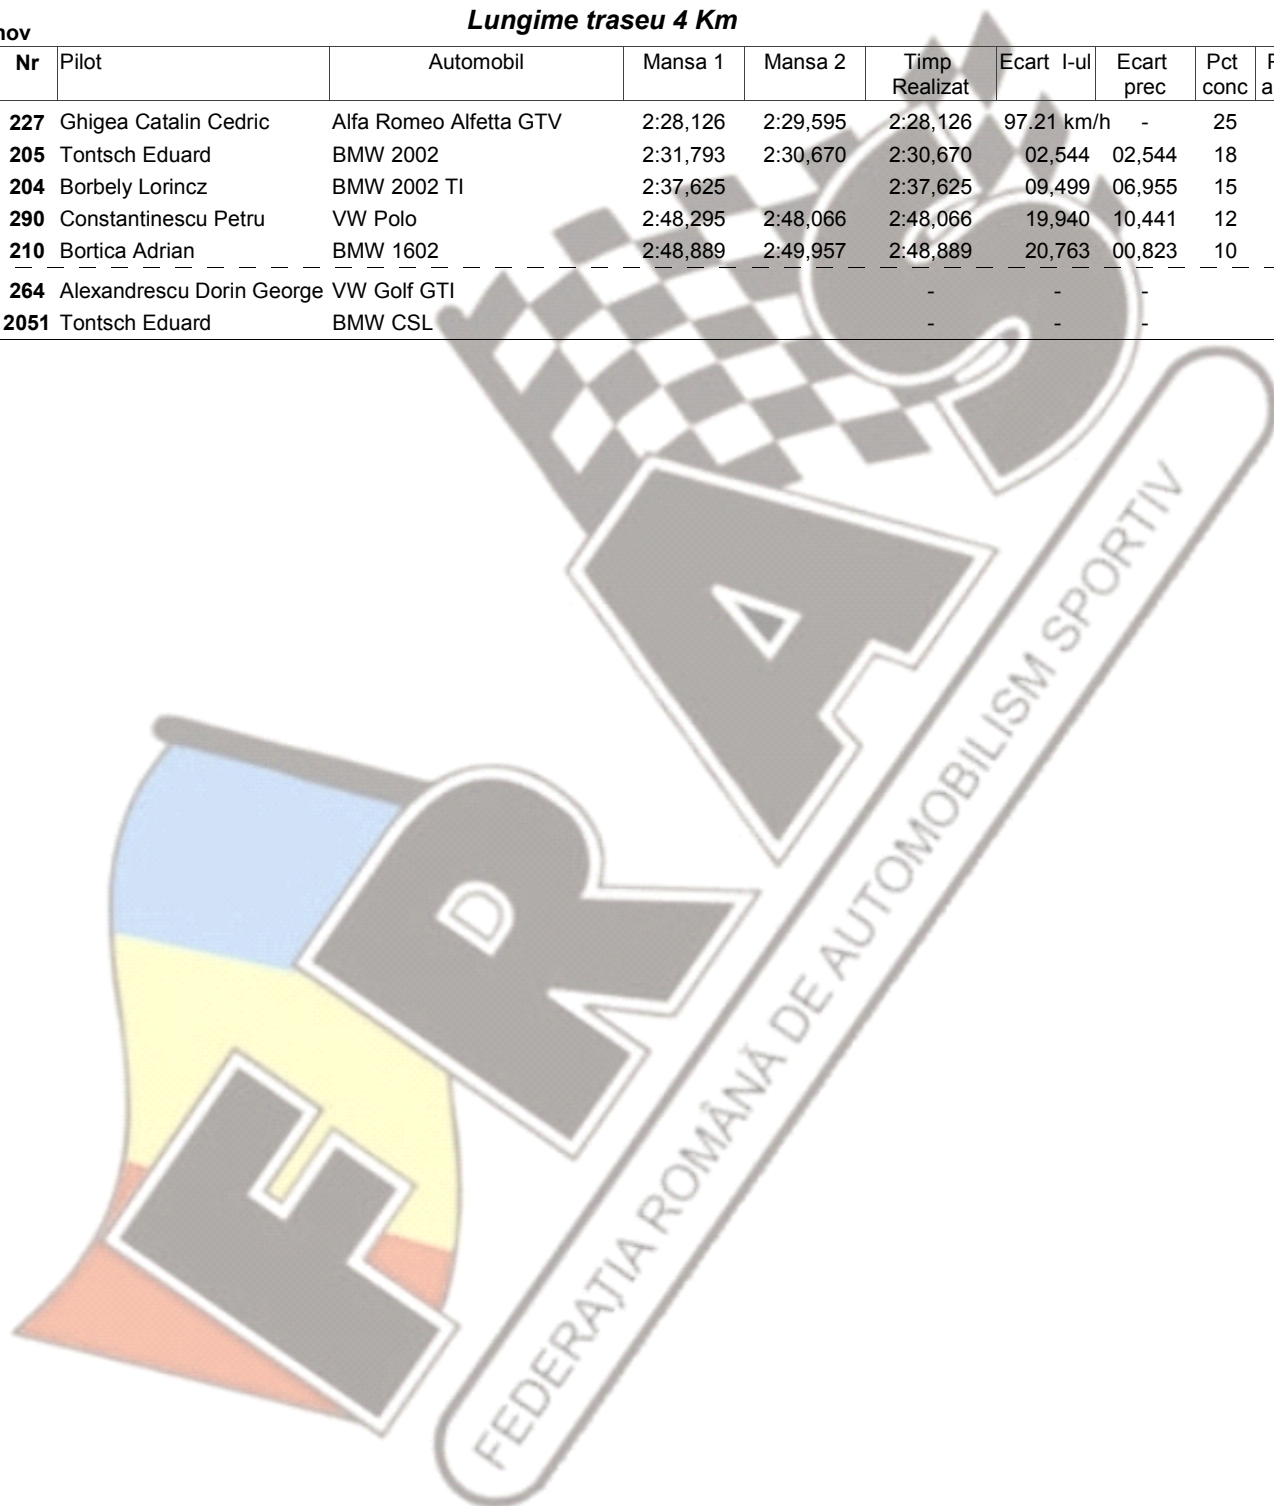 Lungime traseu 4 Km
nov
Nr Pilot Automobil Mansa 1 Mansa 2 Timp Realizat Ecart I-ul Ecart prec Pct conc
227 Ghigea Catalin Cedric Alfa Romeo Alfetta GTV 2:28,126 2:29,595 2:28,126 97.21 km/h - 25
205 Tontsch Eduard BMW 2002 2:31,793 2:30,670 2:30,670 02,544 02,544 18
204 Borbely Lorincz BMW 2002 TI 2:37,625 2:37,625 09,499 06,955 15
290 Constantinescu Petru VW Polo 2:48,295 2:48,066 2:48,066 19,940 10,441 12
210 Bortica Adrian BMW 1602 2:48,889 2:49,957 2:48,889 20,763 00,823 10
264 Alexandrescu Dorin George VW Golf GTI - - -
2051 Tontsch Eduard BMW CSL - - -
FRAS
FEDERAȚIA ROMÂNĂ DE AUTOMOBILISM SPORTIV